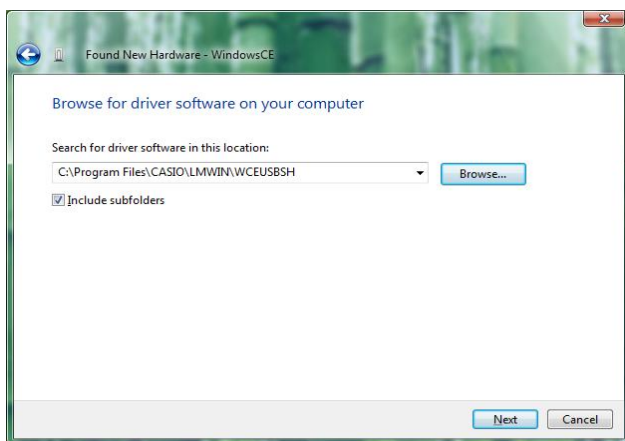 Found New Hardware - WindowsCE
Browse for driver software on your computer
Search for driver software in this location:
C:\Program Files\CASIO\LMWIN\WCEUSBSH
Browse...
Include subfolders
Next
Cancel